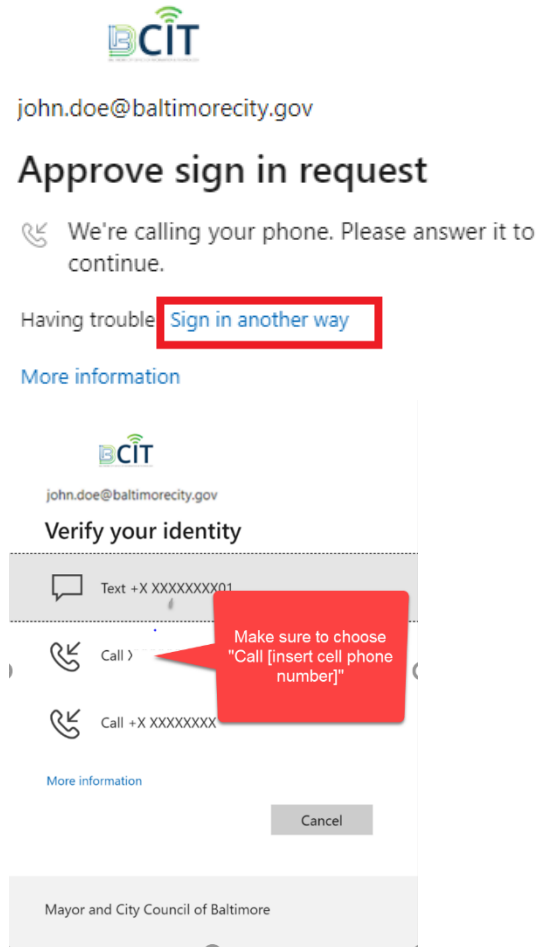 BCIT
john.doe@baltimorecity.gov
Approve sign in request
We're calling your phone. Please answer it to
continue.
Having trouble Sign in another way
More information
BCIT
john.doe@baltimorecity.gov
Verify your identity
Text +X XXXXXXXX01
Make sure to choose
"Call [insert cell phone
number]"
Call X
Call +X XXXXXXXX
More information
Cancel
Mayor and City Council of Baltimore